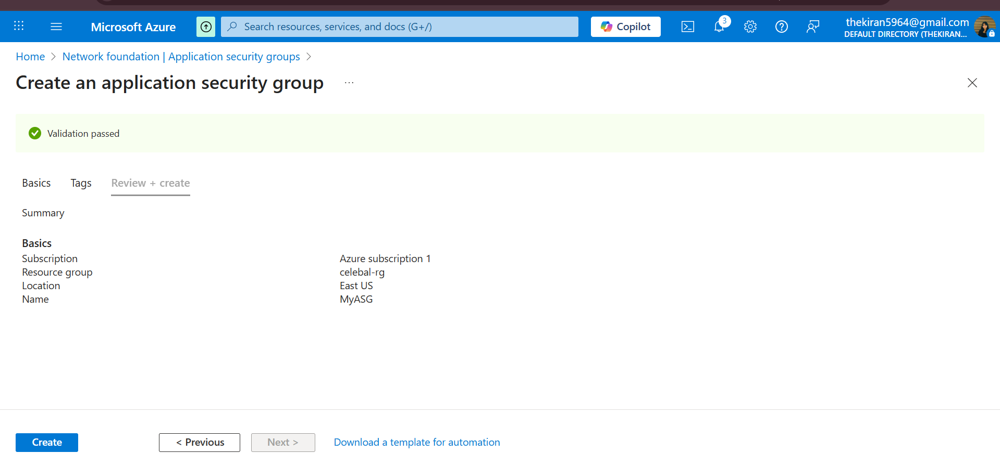 Microsoft Azure
Search resources, services, and docs (G+/)
Copilot
3
thekiran5964@gmail.com
DEFAULT DIRECTORY (THEKIRAN...
Home > Network foundation | Application security groups >
Create an application security group ...
Validation passed
Basics Tags Review + create
Summary
Basics
Subscription Azure subscription 1
Resource group celebal-rg
Location East US
Name MyASG
Create < Previous Next > Download a template for automation